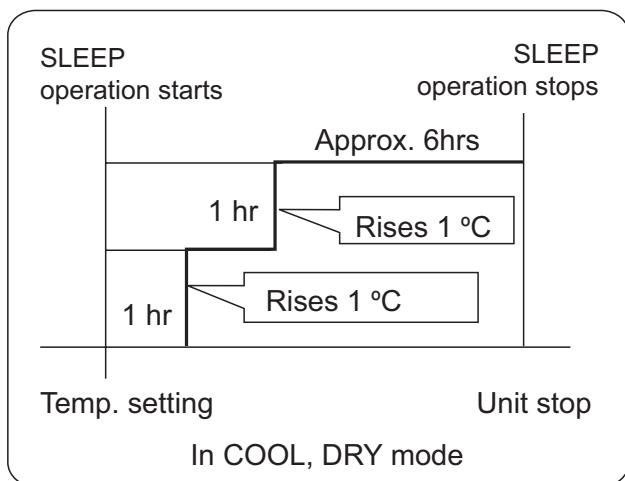 SLEEP
operation starts
SLEEP
operation stops
Approx. 6hrs
1 hr
Rises 1 ºC
1 hr
Rises 1 ºC
Temp. setting
Unit stop
In COOL, DRY mode